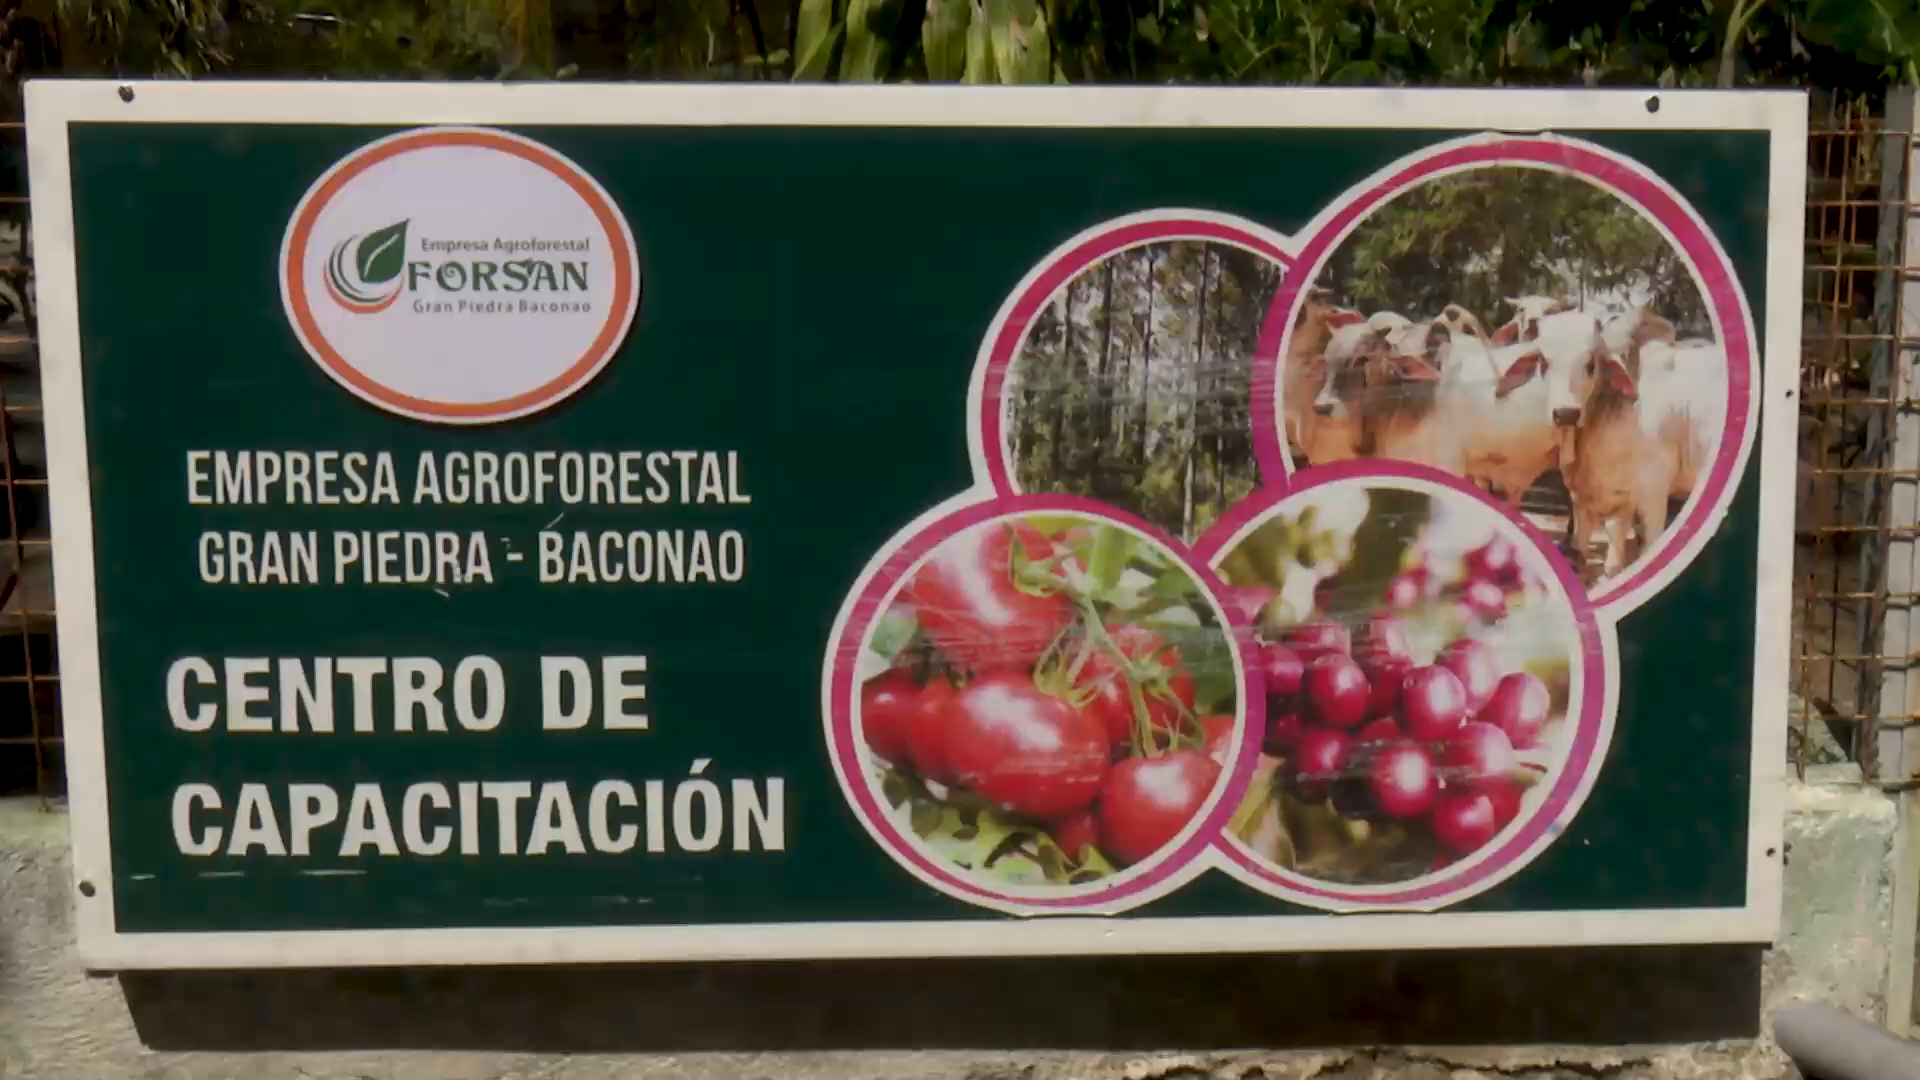 Empresa Agroforestal
FORSAN
Gran Piedra Baconao
EMPRESA AGROFORESTAL
GRAN PIEDRA - BACONAO
CENTRO DE
CAPACITACIÓN